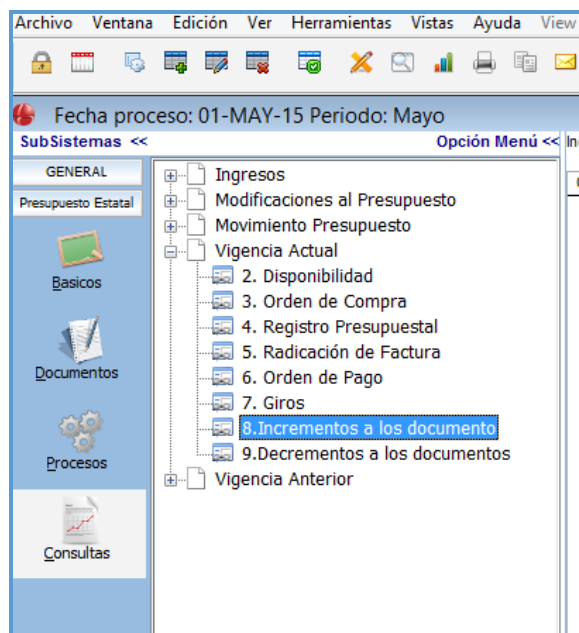 Archivo Ventana Edición Ver Herramientas Vistas Ayuda View
Fecha proceso: 01-MAY-15 Periodo: Mayo
SubSistemas << Opción Menú <<
GENERAL
Presupuesto Estatal
Basicos
Documentos
Procesos
Consultas
Ingresos
Modificaciones al Presupuesto
Movimiento Presupuesto
Vigencia Actual
2. Disponibilidad
3. Orden de Compra
4. Registro Presupuestal
5. Radicación de Factura
6. Orden de Pago
7. Giros
8.Incrementos a los documento
9.Decrementos a los documentos
Vigencia Anterior